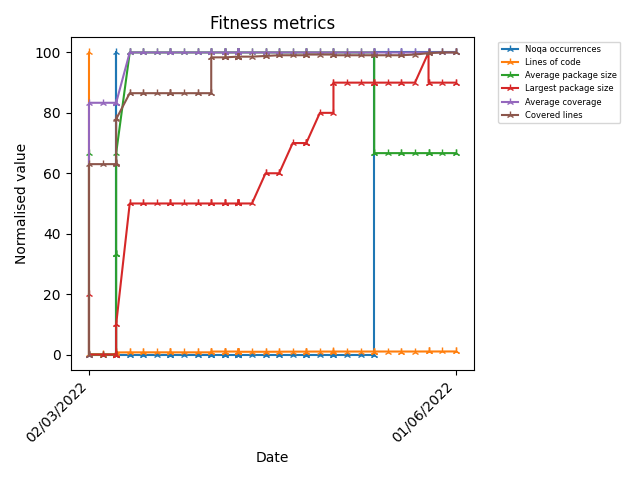 Fitness metrics
Normalised value
100
80
60
40
20
0
02/03/2022
01/06/2022
Date
Noqa occurrences
Lines of code
Average package size
Largest package size
Average coverage
Covered lines